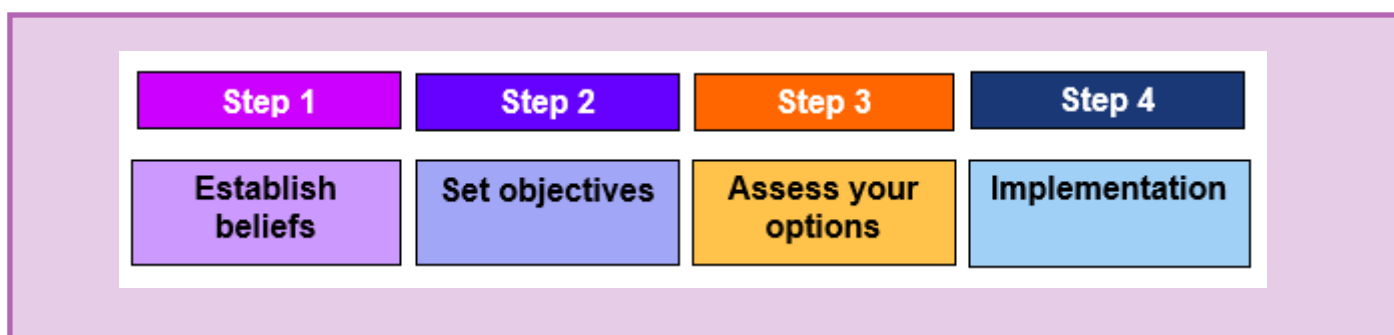 Step 1
Step 2
Step 3
Step 4
Establish
beliefs
Set objectives
Assess your
options
Implementation